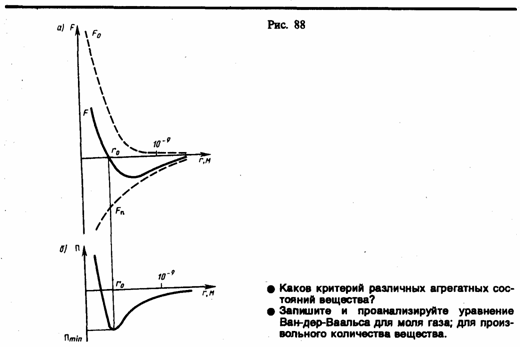 Рис. 88
а) F
F₀
F
r₀
10⁻⁹
r, м
Fп
б) П
r₀
10⁻⁹
r, м
Пmin
● Каков критерий различных агрегатных сос-
тояний вещества?
● Запишите и проанализируйте уравнение
Ван-дер-Ваальса для моля газа; для произ-
вольного количества вещества.